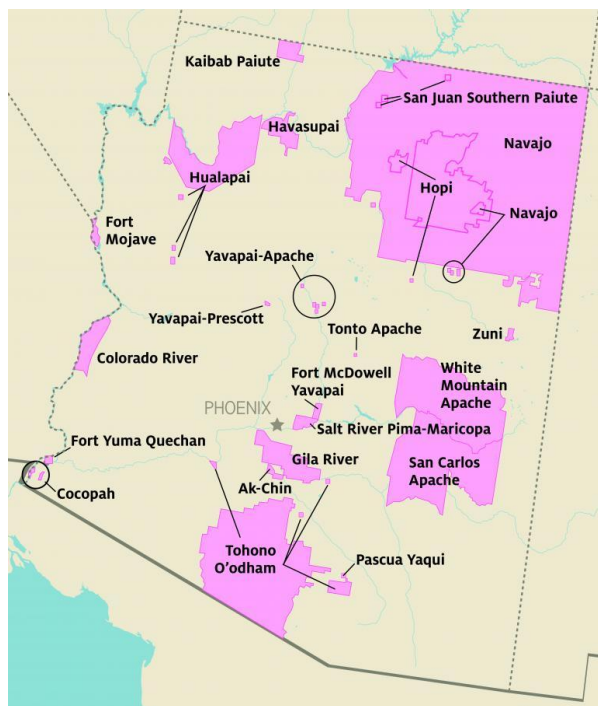 Kaibab Paiute
San Juan Southern Paiute
Havasupai
Navajo
Hualapai
Hopi
Navajo
Fort
Mojave
Yavapai-Apache
Yavapai-Prescott
Tonto Apache
Zuni
Colorado River
Fort McDowell
Yavapai
White
Mountain
Apache
PHOENIX
Salt River Pima-Maricopa
Fort Yuma Quechan
Gila River
San Carlos
Apache
Ak-Chin
Cocopah
Tohono
O'odham
Pascua Yaqui